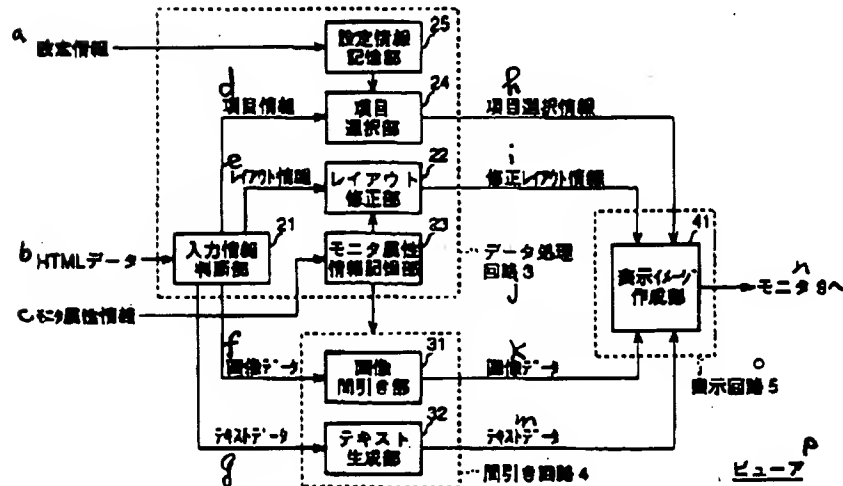 a 設定情報
設定情報
記憶部
25
d
項目情報
項目
選択部
24
h
項目選択情報
e
レイアウト情報
レイアウト
修正部
22
i
修正レイアウト情報
b HTMLデータ
入力情報
判断部
21
モニタ属性
情報記憶部
23
データ処理
回路3
j
c モニタ属性情報
41
表示イメージ
作成部
n
モニタ8へ
f
画像データ
画像
間引き部
31
k
画像データ
o
表示回路5
テキストデータ
g
テキスト
生成部
32
m
テキストデータ
間引き回路4
p
ビューア